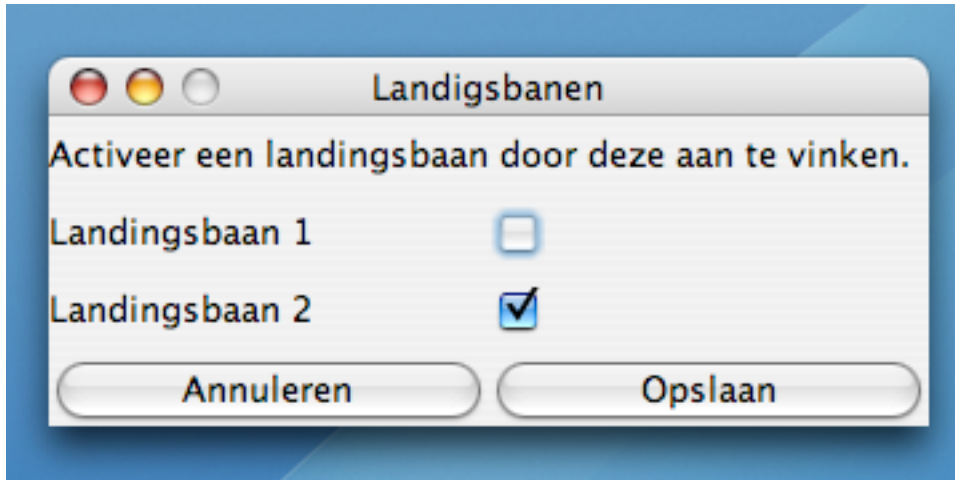 Landigsbanen
Activeer een landingsbaan door deze aan te vinken.
Landingsbaan 1
Landingsbaan 2
Annuleren Opslaan